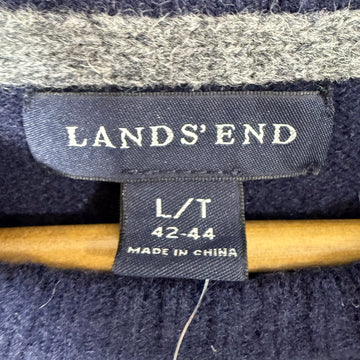 LANDS' END
L/T
42-44
MADE IN CHINA